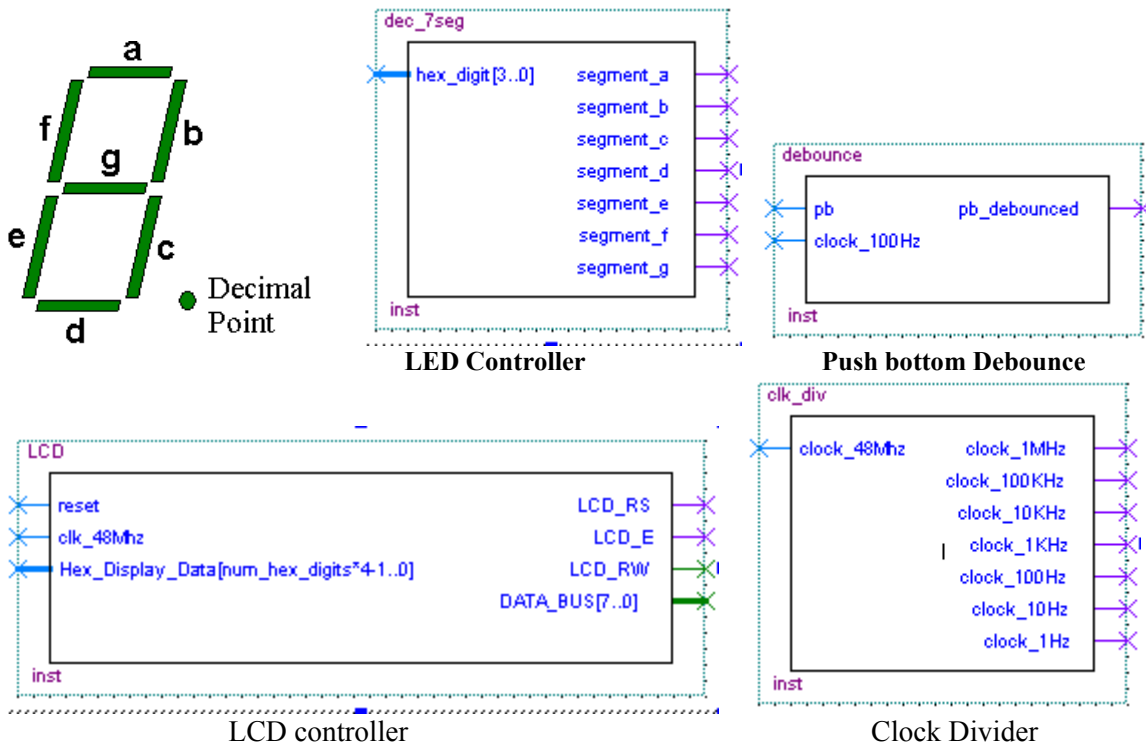 a
f
b
g
e
c
d
Decimal
Point
dec_7seg
hex_digit[3..0] segment_a
segment_b
segment_c
segment_d
segment_e
segment_f
segment_g
inst
LED Controller
debounce
pb pb_debounced
clock_100Hz
inst
Push bottom Debounce
LCD
reset LCD_RS
clk_48Mhz LCD_E
Hex_Display_Data[num_hex_digits*4-1..0] LCD_RW
DATA_BUS[7..0]
inst
LCD controller
clk_div
clock_48Mhz clock_1MHz
clock_100KHz
clock_10KHz
clock_1KHz
clock_100Hz
clock_10Hz
clock_1Hz
inst
Clock Divider